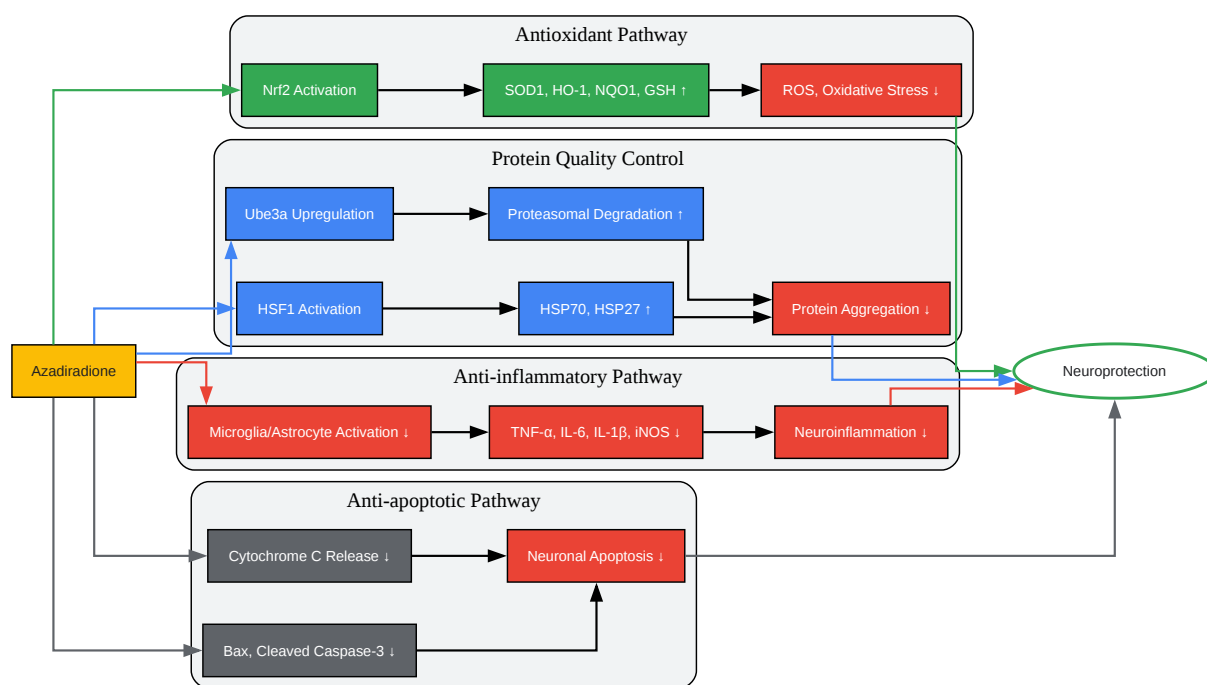 Antioxidant Pathway
Nrf2 Activation
SOD1, HO-1, NQO1, GSH ↑
ROS, Oxidative Stress ↓
Protein Quality Control
Ube3a Upregulation
Proteasomal Degradation ↑
HSF1 Activation
HSP70, HSP27 ↑
Protein Aggregation ↓
Azadiradione
Anti-inflammatory Pathway
Neuroprotection
Microglia/Astrocyte Activation ↓
TNF-α, IL-6, IL-1β, iNOS ↓
Neuroinflammation ↓
Anti-apoptotic Pathway
Cytochrome C Release ↓
Neuronal Apoptosis ↓
Bax, Cleaved Caspase-3 ↓